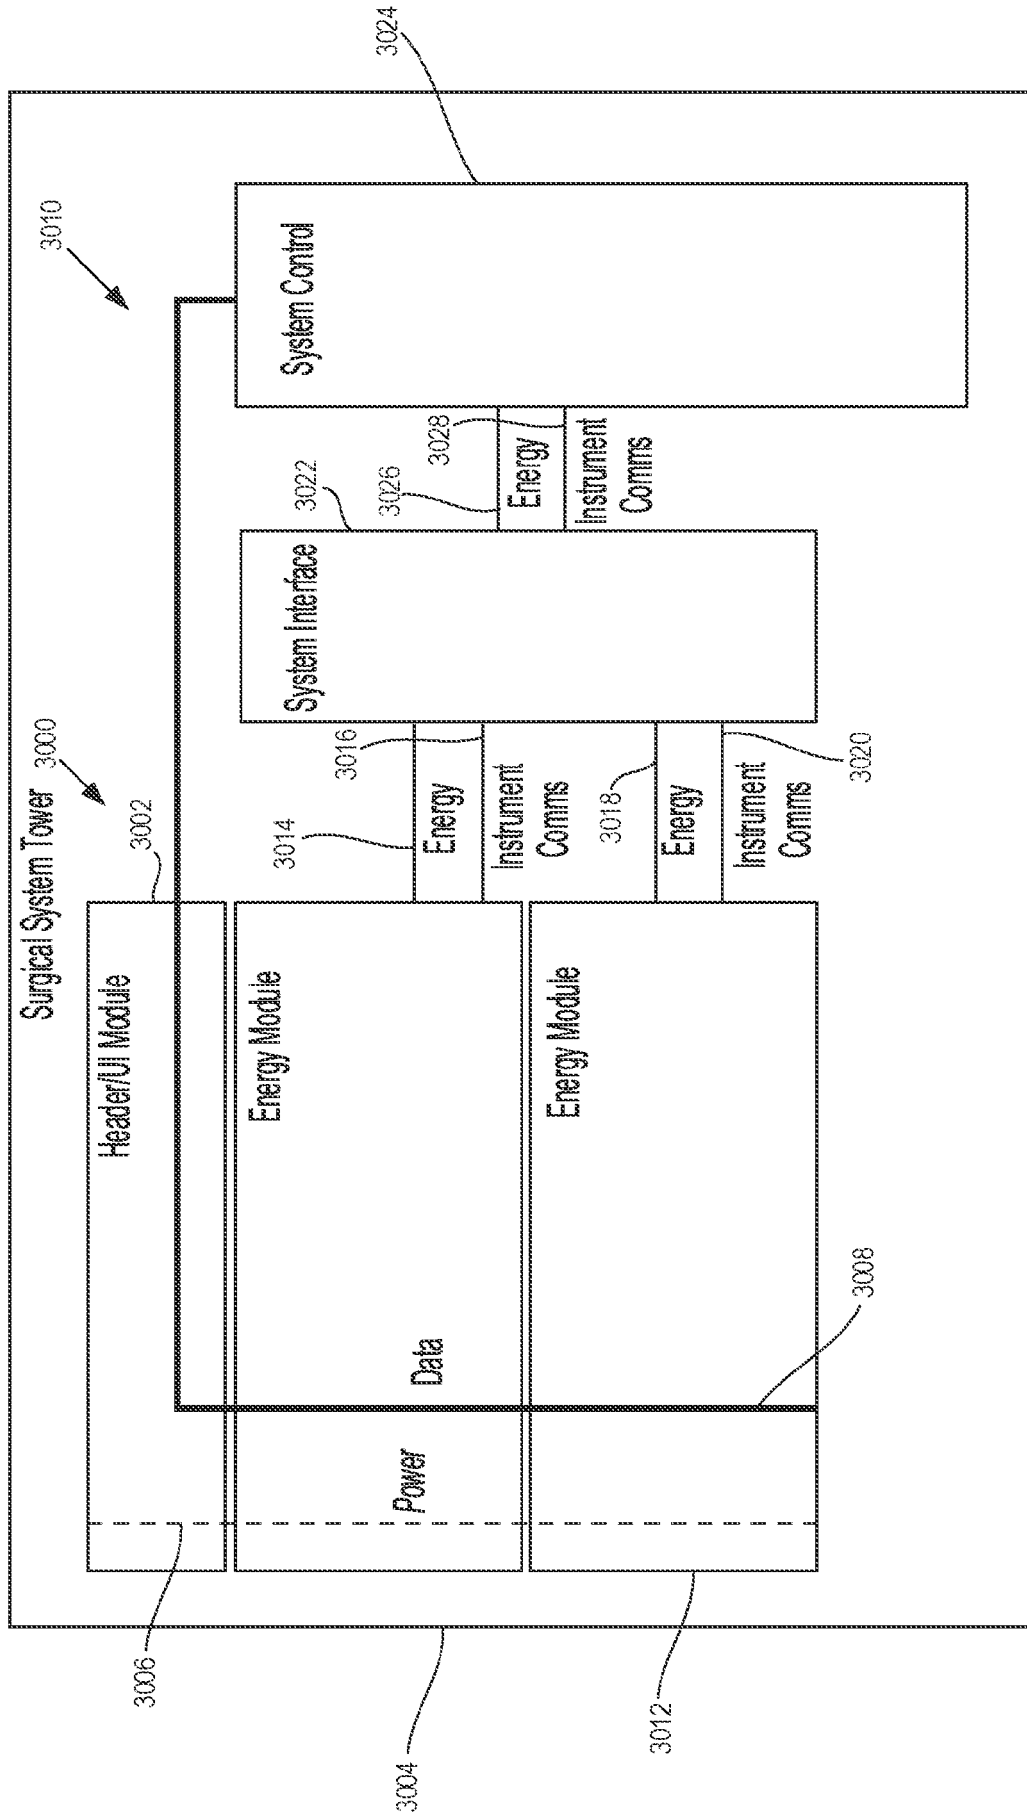 Surgical System Tower
3000
3010
3002
Header/UI Module
Energy Module
Energy Module
Power
Data
3006
3004
3012
3008
3014
Energy
3016
Instrument
Comms
3018
Energy
Instrument
Comms
3020
System Interface
3022
3026
Energy
3028
Instrument
Comms
System Control
3024